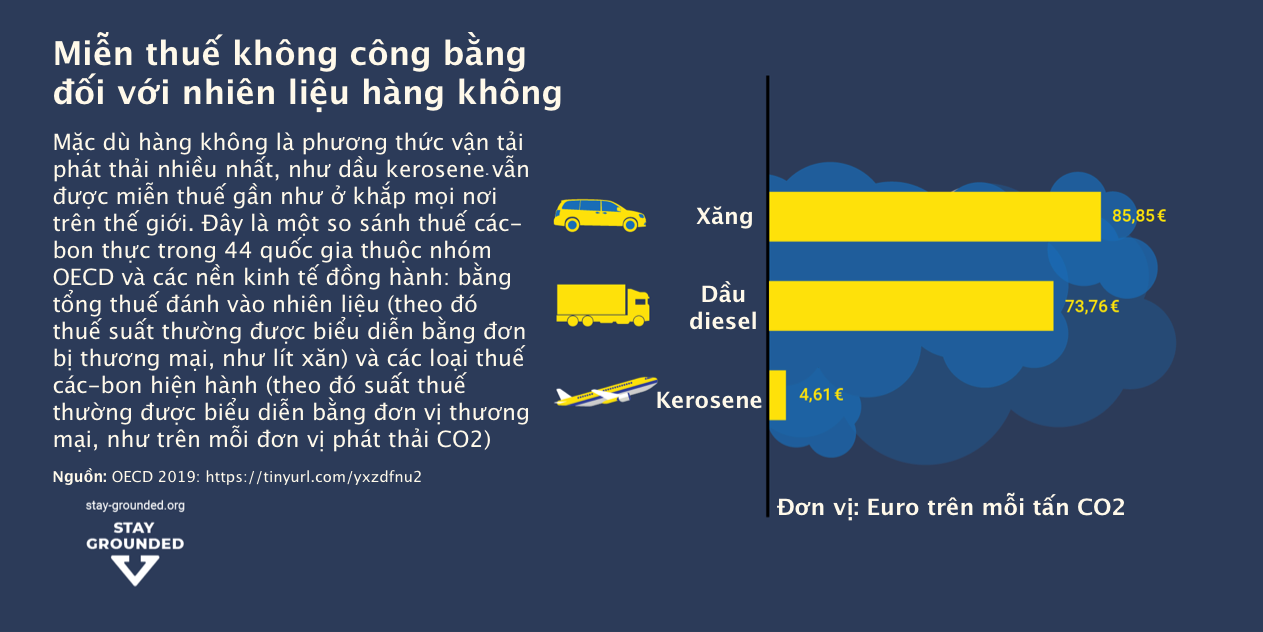 Miễn thuế không công bằng
đối với nhiên liệu hàng không
Mặc dù hàng không là phương thức vận tải
phát thải nhiều nhất, như dầu kerosene vẫn
được miễn thuế gần như ở khắp mọi nơi
trên thế giới. Đây là một so sánh thuế các-
bon thực trong 44 quốc gia thuộc nhóm
OECD và các nền kinh tế đồng hành: bằng
tổng thuế đánh vào nhiên liệu (theo đó
thuế suất thường được biểu diễn bằng đơn
bị thương mại, như lít xăn) và các loại thuế
các-bon hiện hành (theo đó suất thuế
thường được biểu diễn bằng đơn vị thương
mại, như trên mỗi đơn vị phát thải CO2)
Nguồn: OECD 2019: https://tinyurl.com/yxzdfnu2
stay-grounded.org
STAY
GROUNDED
Xăng
85,85 €
Dầu
diesel
73,76 €
Kerosene
4,61 €
Đơn vị: Euro trên mỗi tấn CO2